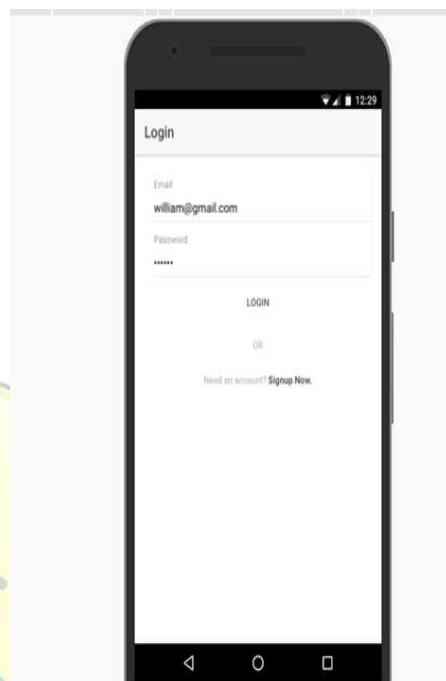 12:29
Login
Email
william@gmail.com
Password
••••••
LOGIN
OR
Need an account? Signup Now.